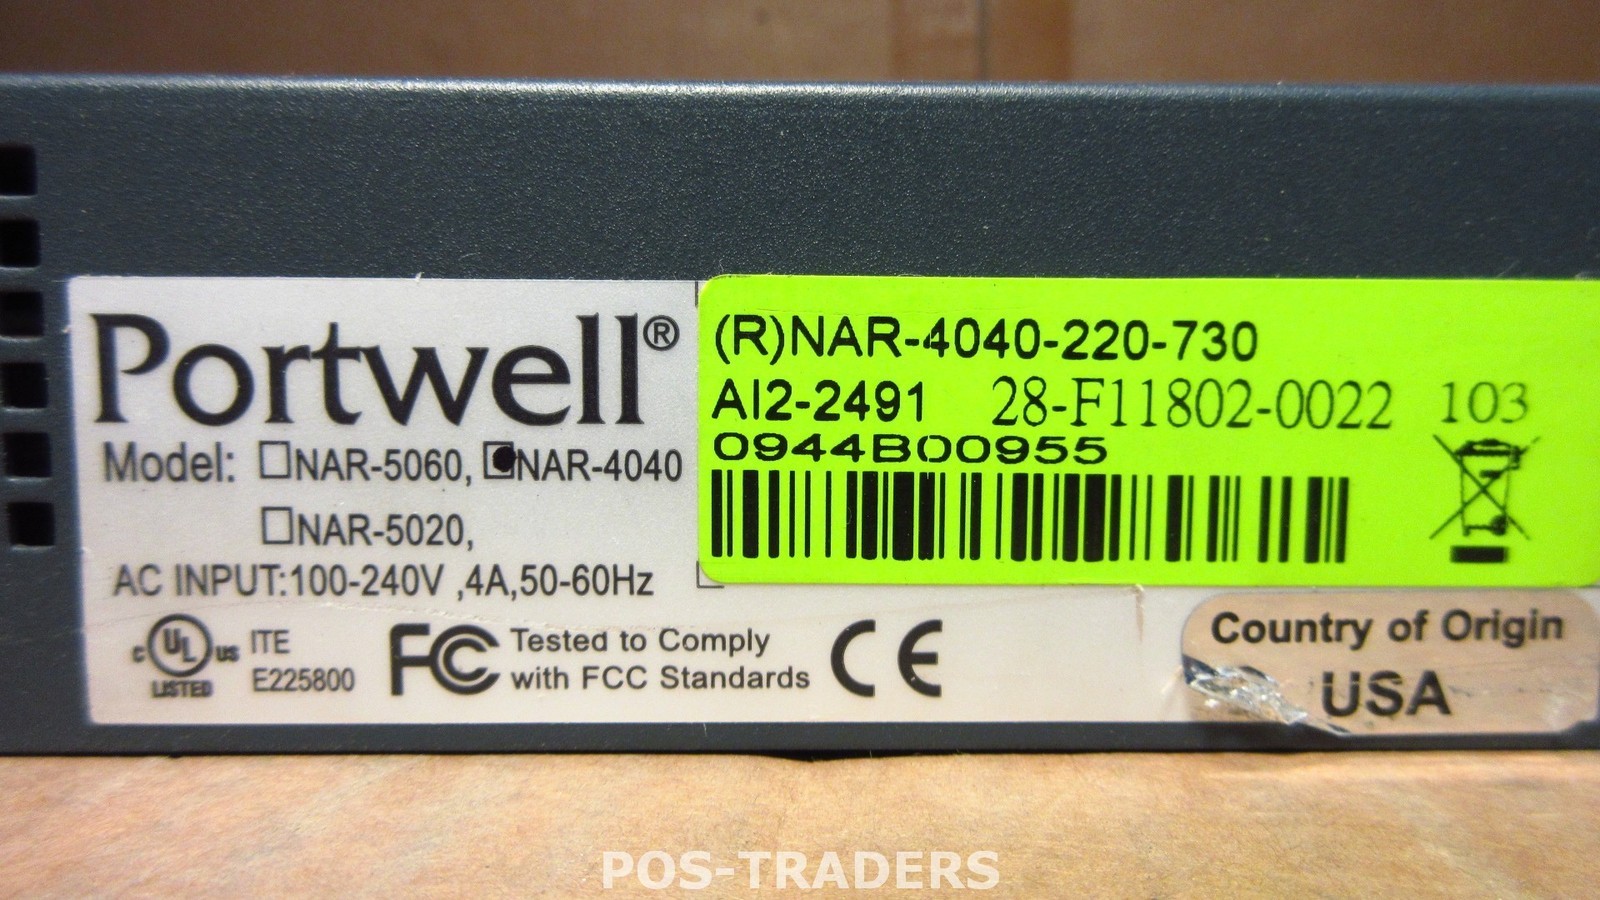 Portwell®
Model: NAR-5060, NAR-4040
NAR-5020,
AC INPUT:100-240V ,4A,50-60Hz
C UL US LISTED
ITE
E225800
FC Tested to Comply
with FCC Standards
CE
(R)NAR-4040-220-730
AI2-2491 28-F11802-0022 103
0944B00955
Country of Origin
USA
POS-TRADERS